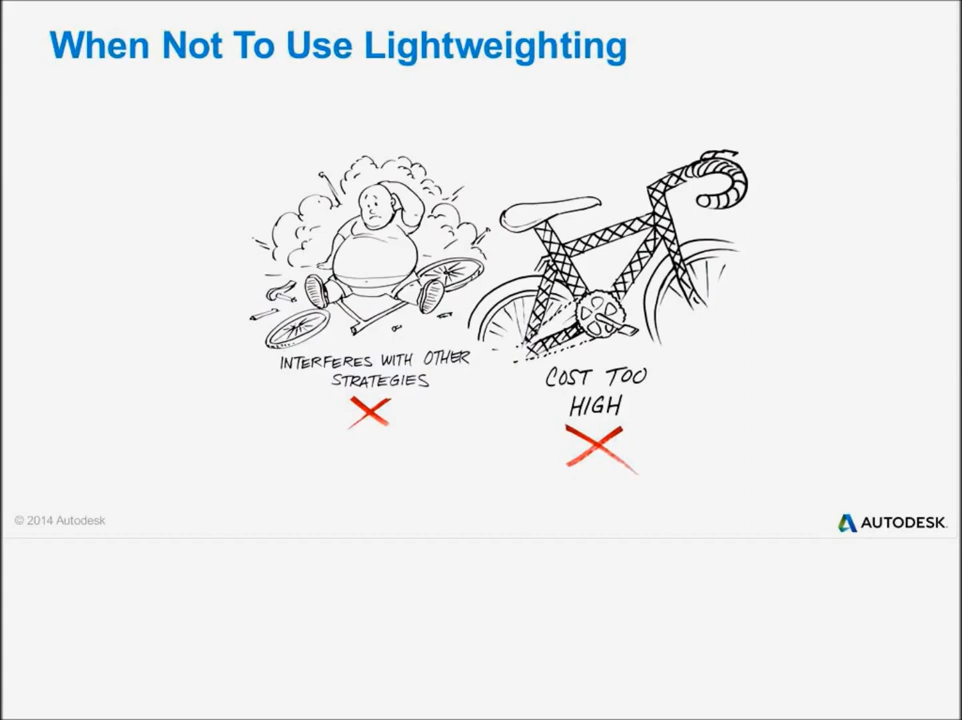 When Not To Use Lightweighting
INTERFERES WITH OTHER
STRATEGIES
COST TOO
HIGH
© 2014 Autodesk
AUTODESK.